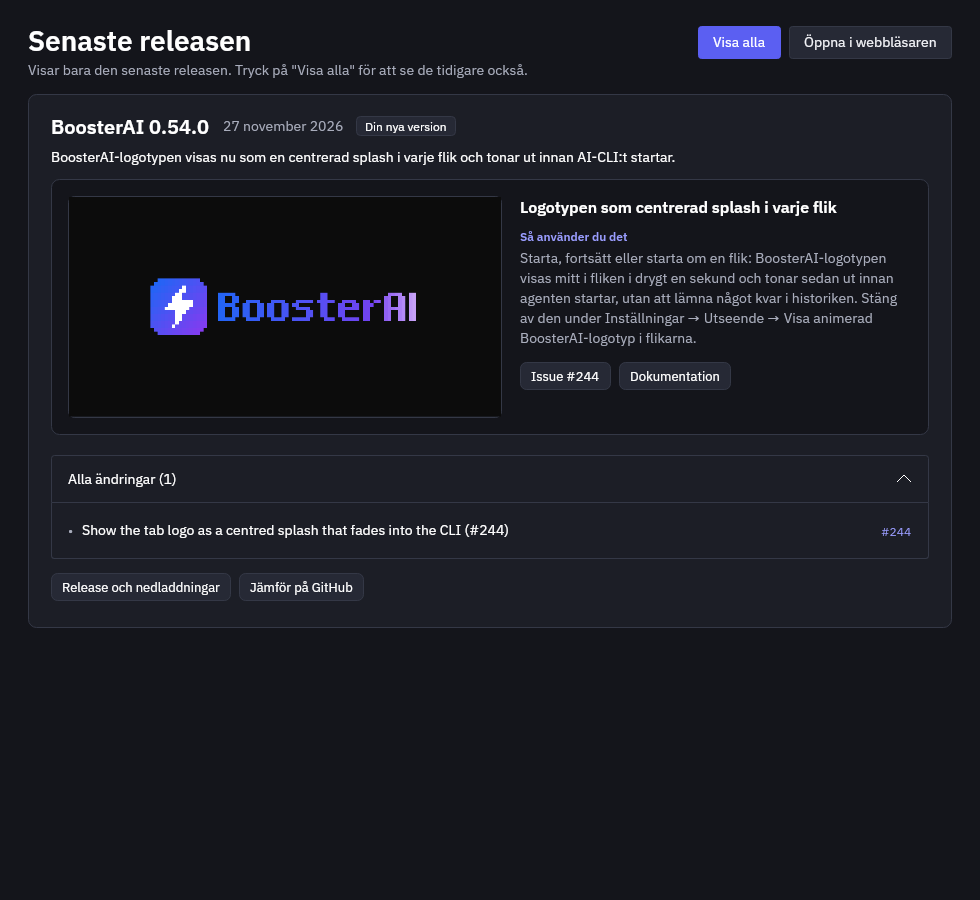 Senaste releasen
Visa alla
Öppna i webbläsaren
Visar bara den senaste releasen. Tryck på "Visa alla" för att se de tidigare också.
BoosterAI 0.54.0
27 november 2026
Din nya version
BoosterAI-logotypen visas nu som en centrerad splash i varje flik och tonar ut innan AI-CLI:t startar.
BoosterAI
Logotypen som centrerad splash i varje flik
Så använder du det
Starta, fortsätt eller starta om en flik: BoosterAI-logotypen
visas mitt i fliken i drygt en sekund och tonar sedan ut innan
agenten startar, utan att lämna något kvar i historiken. Stäng
av den under Inställningar → Utseende → Visa animerad
BoosterAI-logotyp i flikarna.
Issue #244
Dokumentation
Alla ändringar (1)
• Show the tab logo as a centred splash that fades into the CLI (#244)
#244
Release och nedladdningar
Jämför på GitHub